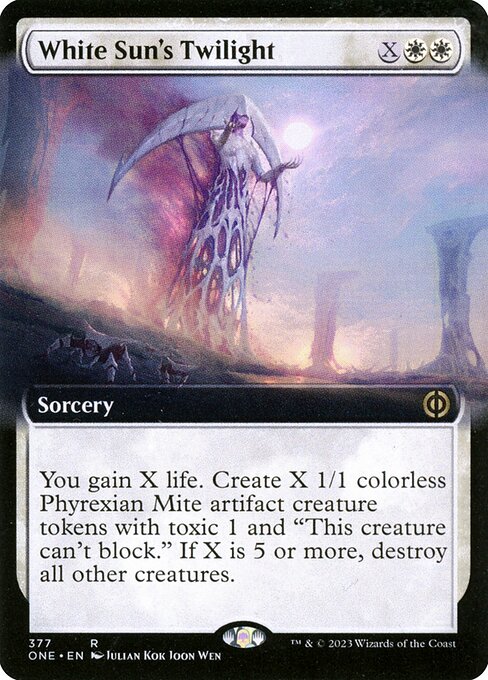 White Sun's Twilight X
Sorcery
You gain X life. Create X 1/1 colorless
Phyrexian Mite artifact creature
tokens with toxic 1 and “This creature
can't block.” If X is 5 or more, destroy
all other creatures.
377 R
ONE • EN Julian Kok Joon Wen
™ & © 2023 Wizards of the Coast